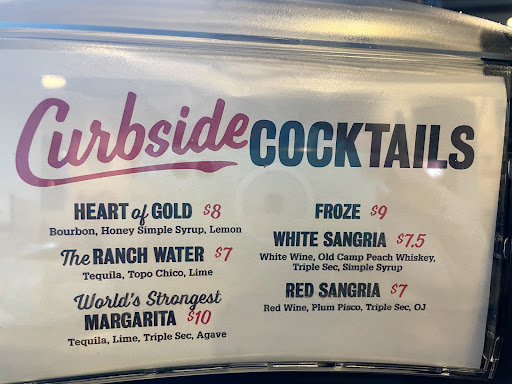 Curbside COCKTAILS
HEART of GOLD $8
Bourbon, Honey Simple Syrup, Lemon
The RANCH WATER $7
Tequila, Topo Chico, Lime
World's Strongest
MARGARITA $10
Tequila, Lime, Triple Sec, Agave
FROZE $9
WHITE SANGRIA $7.5
White Wine, Old Camp Peach Whiskey,
Triple Sec, Simple Syrup
RED SANGRIA $7
Red Wine, Plum Pisco, Triple Sec, OJ